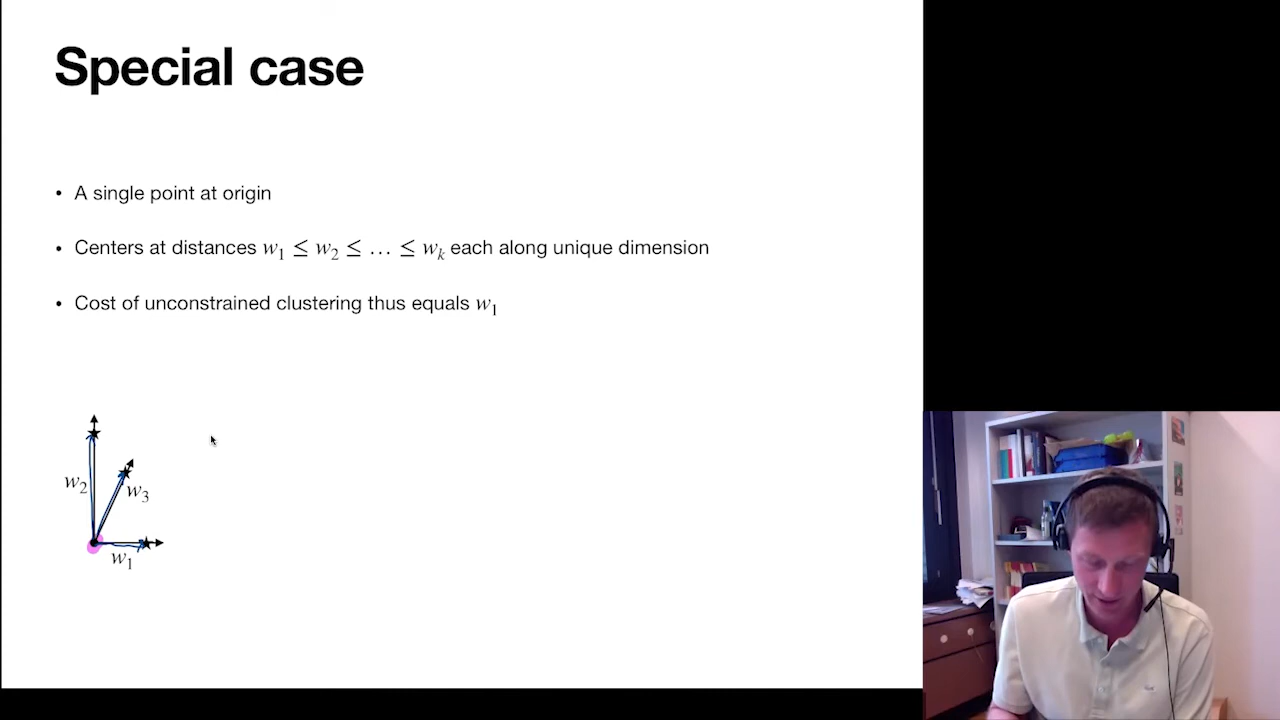 Special case
• A single point at origin
• Centers at distances w₁ ≤ w₂ ≤ … ≤ wₖ each along unique dimension
• Cost of unconstrained clustering thus equals w₁
w₂
w₃
w₁